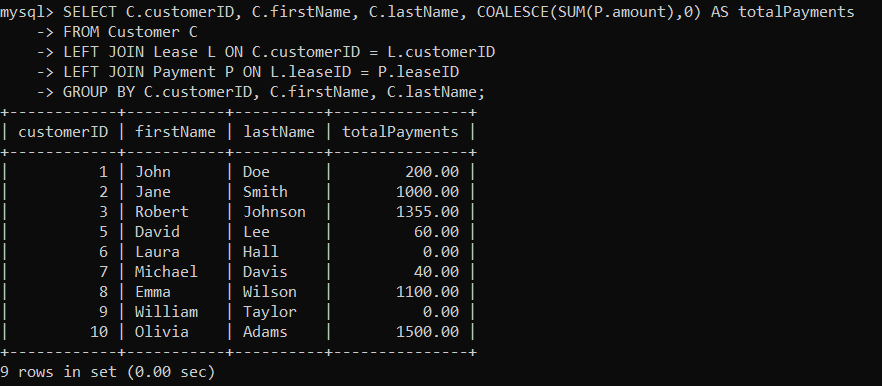 mysql> SELECT C.customerID, C.firstName, C.lastName, COALESCE(SUM(P.amount),0) AS totalPayments
    -> FROM Customer C
    -> LEFT JOIN Lease L ON C.customerID = L.customerID
    -> LEFT JOIN Payment P ON L.leaseID = P.leaseID
    -> GROUP BY C.customerID, C.firstName, C.lastName;
+------------+-----------+----------+---------------+
| customerID | firstName | lastName | totalPayments |
+------------+-----------+----------+---------------+
|          1 | John      | Doe      |        200.00 |
|          2 | Jane      | Smith    |       1000.00 |
|          3 | Robert    | Johnson  |       1355.00 |
|          5 | David     | Lee      |         60.00 |
|          6 | Laura     | Hall     |          0.00 |
|          7 | Michael   | Davis    |         40.00 |
|          8 | Emma      | Wilson   |       1100.00 |
|          9 | William   | Taylor   |          0.00 |
|         10 | Olivia    | Adams    |       1500.00 |
+------------+-----------+----------+---------------+
9 rows in set (0.00 sec)